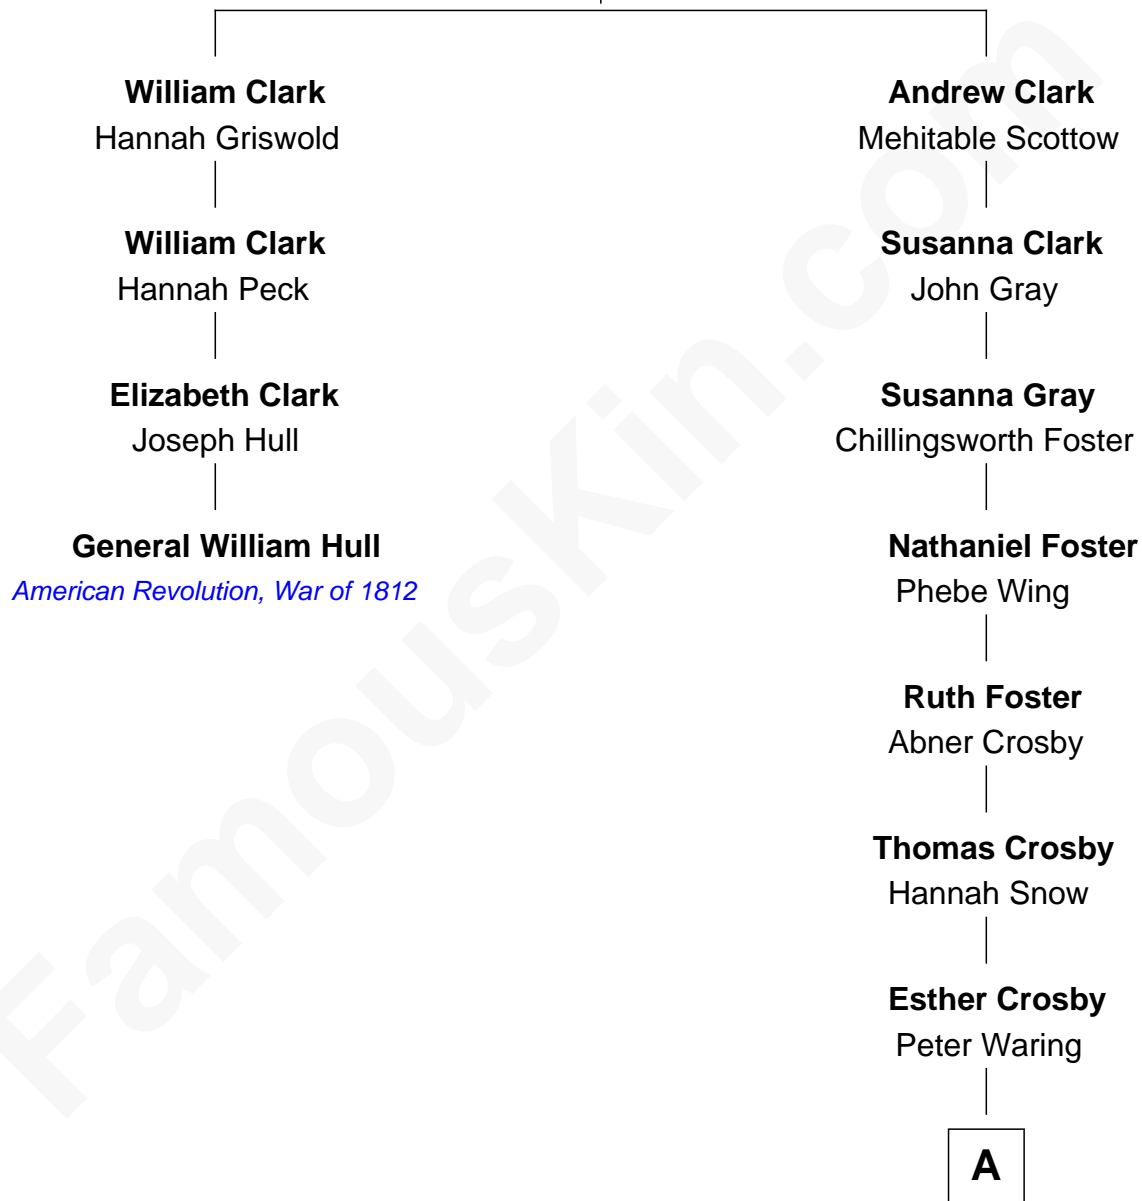 William Clark
Hannah Griswold
William Clark
Hannah Peck
Elizabeth Clark
Joseph Hull
General William Hull
American Revolution, War of 1812
Andrew Clark
Mehitable Scottow
Susanna Clark
John Gray
Susanna Gray
Chillingsworth Foster
Nathaniel Foster
Phebe Wing
Ruth Foster
Abner Crosby
Thomas Crosby
Hannah Snow
Esther Crosby
Peter Waring
A
FamousKin.com